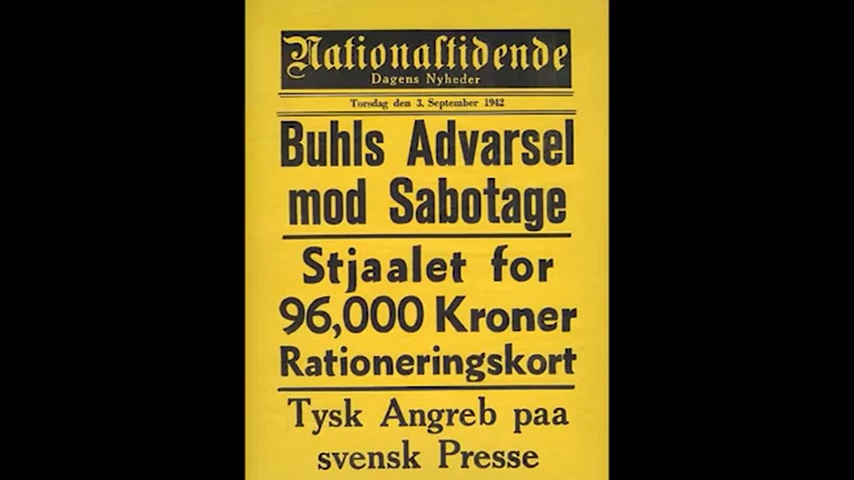 Nationaltidende
Dagens Nyheder
Torsdag den 3. September 1942
Buhls Advarsel
mod Sabotage
Stjaalet for
96,000 Kroner
Rationeringskort
Tysk Angreb paa
svensk Presse